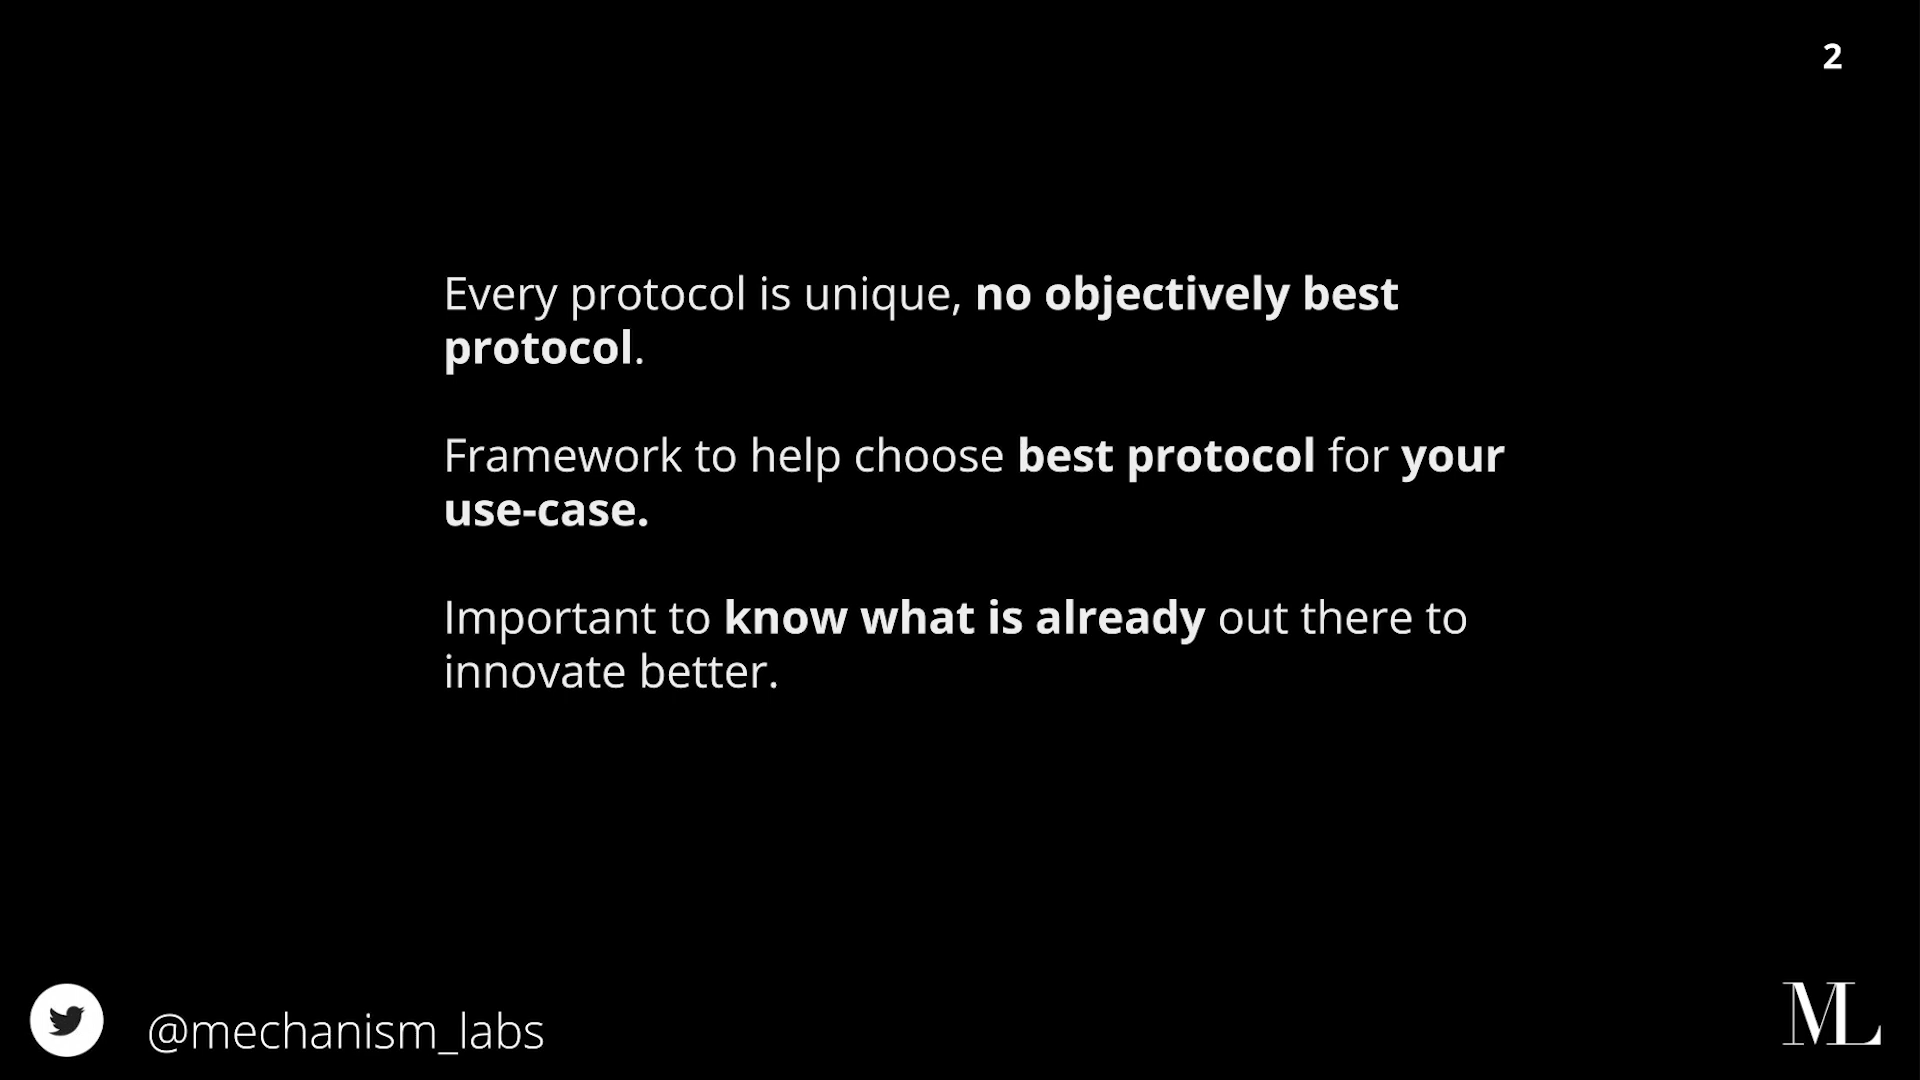 2
Every protocol is unique, no objectively best
protocol.
Framework to help choose best protocol for your
use-case.
Important to know what is already out there to
innovate better.
@mechanism_labs
ML